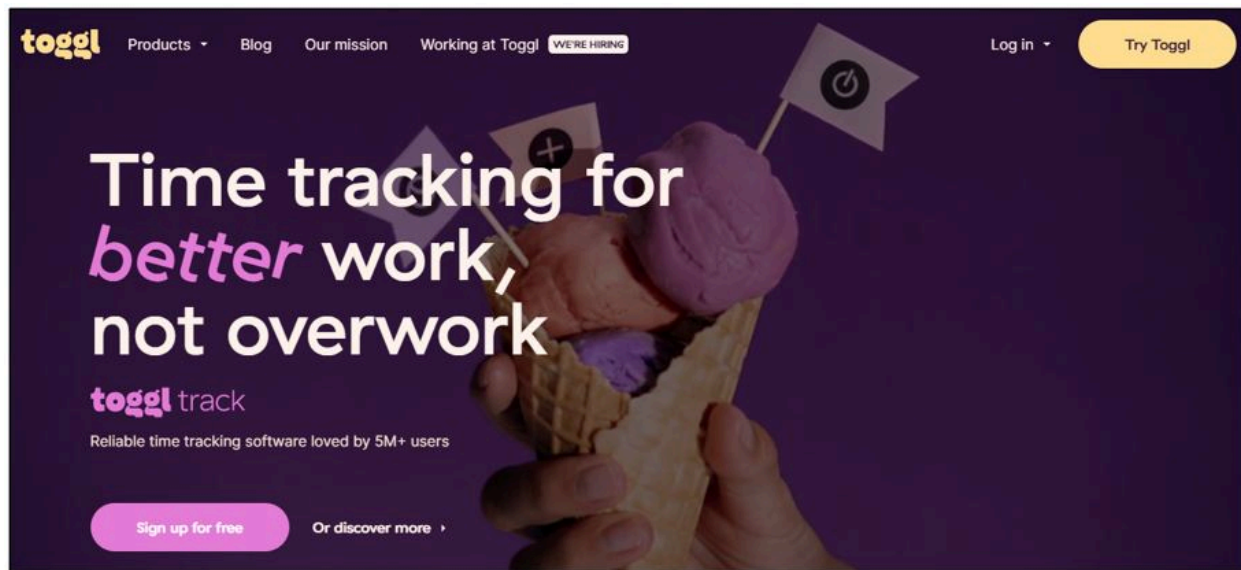 toggl Products Blog Our mission Working at Toggl WE'RE HIRING Log in Try Toggl
Time tracking for
better work,
not overwork
toggl track
Reliable time tracking software loved by 5M+ users
Sign up for free Or discover more